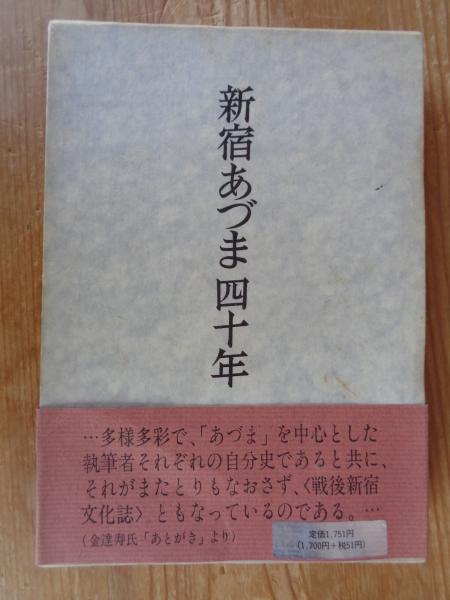 新宿あづま四十年
…多様多彩で、「あづま」を中心とした
執筆者それぞれの自分史であると共に、
それがまたとりもなおさず、〈戦後新宿
文化誌〉ともなっているのである。…
(金達寿氏「あとがき」より)
定価1,751円
(1,700円+税51円)